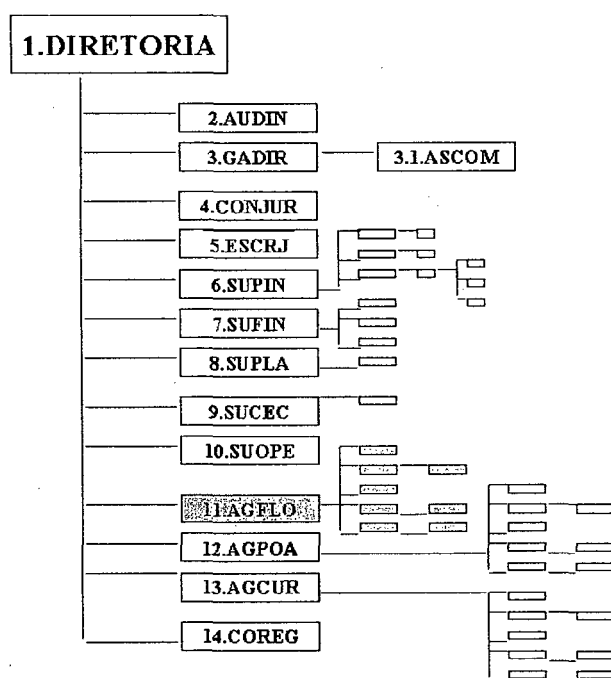 1.DIRETORIA
2.AUDIN
3.GADIR
3.1.ASCOM
4.CONJUR
5.ESCRJ
6.SUPIN
7.SUFIN
8.SUPLA
9.SUCEC
10.SUOPE
11.AGFLO
12.AGPOA
13.AGCUR
14.COREG